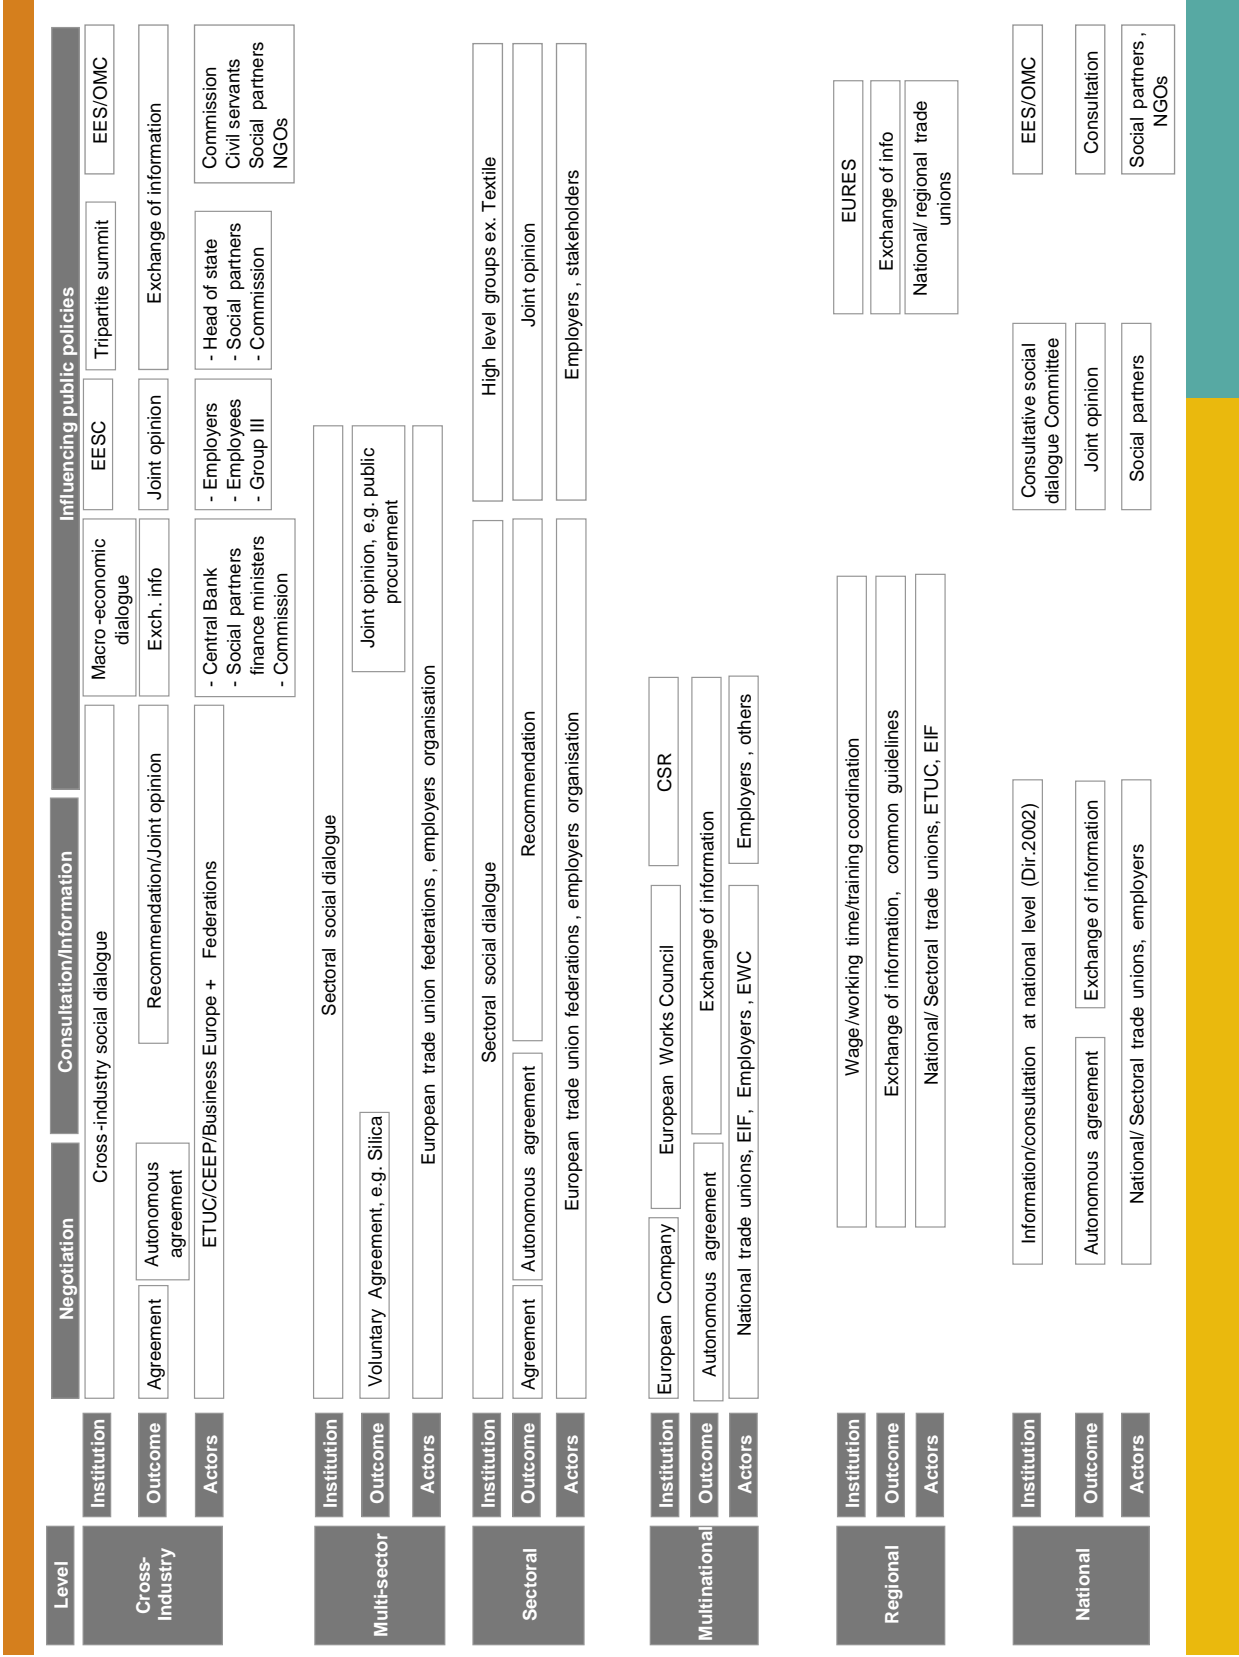 Level
Negotiation
Consultation/Information
Influencing public policies
Cross-
Industry
Institution
Cross-industry social dialogue
Macro-economic
dialogue
EESC
Tripartite summit
EES/OMC
Outcome
Agreement
Autonomous
agreement
Recommendation/Joint opinion
Exch. info
Joint opinion
Exchange of information
Actors
ETUC/CEEP/Business Europe + Federations
- Central Bank
- Social partners
finance ministers
- Commission
- Employers
- Employees
- Group III
- Head of state
- Social partners
- Commission
Commission
Civil servants
Social partners
NGOs
Multi-sector
Institution
Sectoral social dialogue
Outcome
Voluntary Agreement, e.g. Silica
Joint opinion, e.g. public
procurement
Actors
European trade union federations, employers organisation
Sectoral
Institution
Sectoral social dialogue
High level groups ex. Textile
Outcome
Agreement
Autonomous agreement
Recommendation
Joint opinion
Actors
European trade union federations, employers organisation
Employers, stakeholders
Multinational
Institution
European Company
European Works Council
CSR
Outcome
Autonomous agreement
Exchange of information
Actors
National trade unions, EIF, Employers, EWC
Employers, others
Regional
Institution
Wage/working time/training coordination
EURES
Outcome
Exchange of information, common guidelines
Exchange of info
Actors
National/ Sectoral trade unions, ETUC, EIF
National/ regional trade
unions
National
Institution
Information/consultation at national level (Dir.2002)
Consultative social
dialogue Committee
EES/OMC
Outcome
Autonomous agreement
Exchange of information
Joint opinion
Consultation
Actors
National/ Sectoral trade unions, employers
Social partners
Social partners,
NGOs